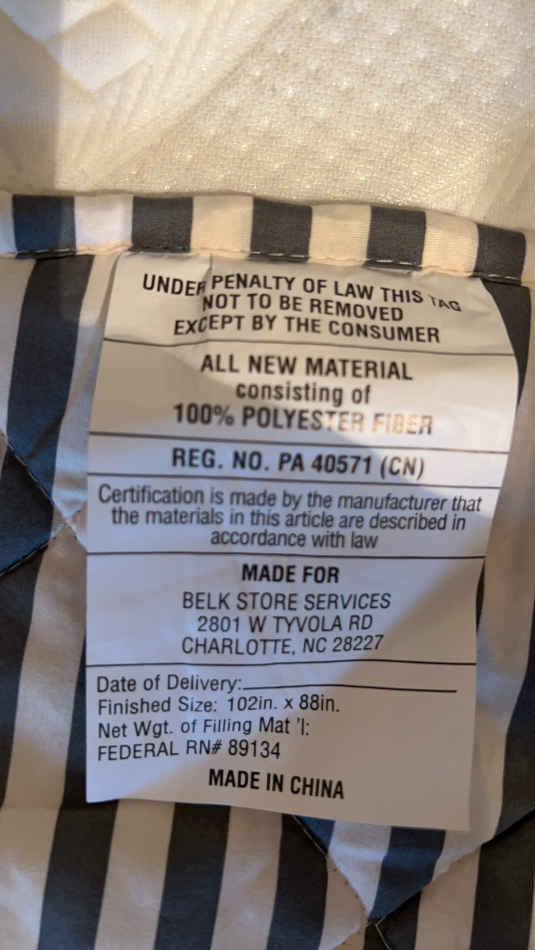 UNDER PENALTY OF LAW THIS TAG
NOT TO BE REMOVED
EXCEPT BY THE CONSUMER
ALL NEW MATERIAL
consisting of
100% POLYESTER FIBER
REG. NO. PA 40571 (CN)
Certification is made by the manufacturer that
the materials in this article are described in
accordance with law
MADE FOR
BELK STORE SERVICES
2801 W TYVOLA RD
CHARLOTTE, NC 28227
Date of Delivery:
Finished Size: 102in. x 88in.
Net Wgt. of Filling Mat 'l:
FEDERAL RN# 89134
MADE IN CHINA